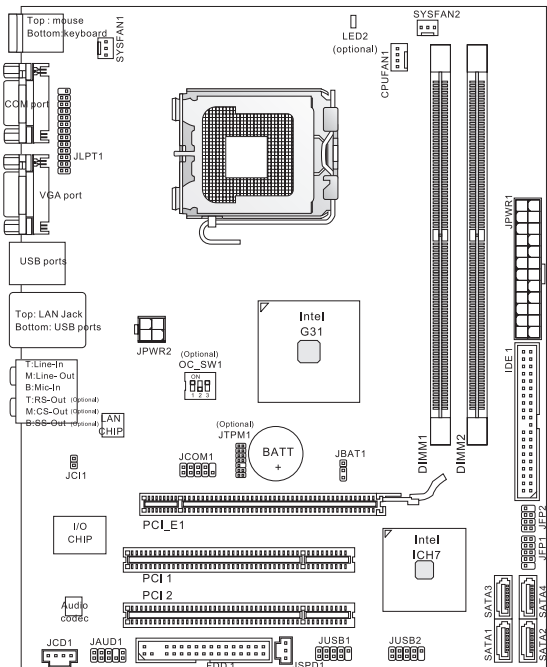 Top : mouse
Bottom:keyboard
SYSFAN1
LED2
(optional)
SYSFAN2
CPUFAN1
COM port
JLPT1
VGA port
JPWR1
USB ports
Top: LAN Jack
Bottom: USB ports
Intel
G31
JPWR2
(Optional)
OC_SW1
ON
1 2 3
IDE1
T:Line-In
M:Line-Out
B:Mic-In
T:RS-Out (Optional)
M:CS-Out (Optional)
B:SS-Out (Optional)
LAN
CHIP
(Optional)
JTPM1
BATT
+
JBAT1
DIMM1
DIMM2
JCI1
JCOM1
PCI_E1
I/O
CHIP
Intel
ICH7
JFP2
JFP1
PCI 1
PCI 2
Audio
codec
SATA3
SATA4
SATA1
SATA2
JCD1
JAUD1
FDD 1
JSPD1
JUSB1
JUSB2